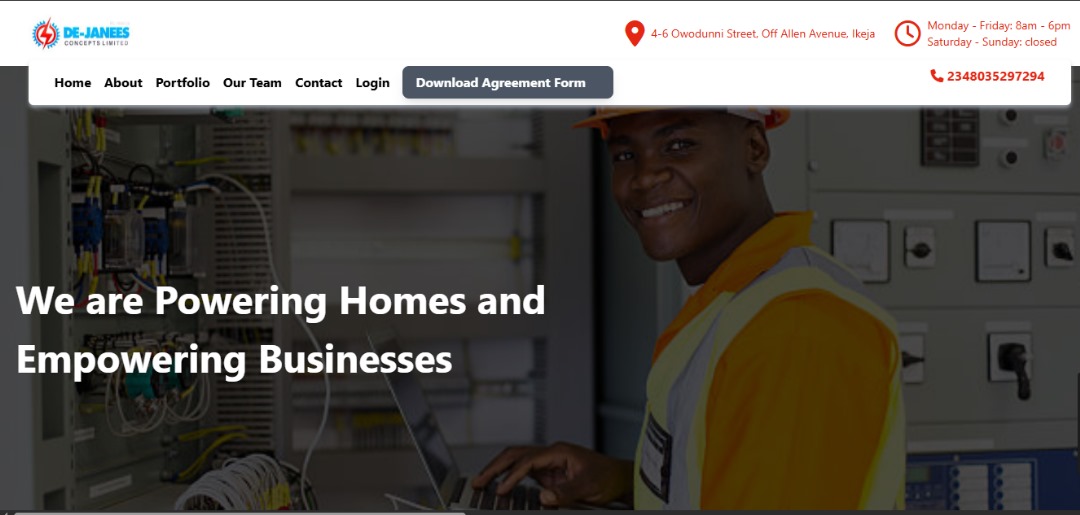 DE-JANEES
CONCEPTS LIMITED
4-6 Owodunni Street, Off Allen Avenue, Ikeja
Monday - Friday: 8am - 6pm
Saturday - Sunday: closed
Home About Portfolio Our Team Contact Login Download Agreement Form
2348035297294
We are Powering Homes and
Empowering Businesses